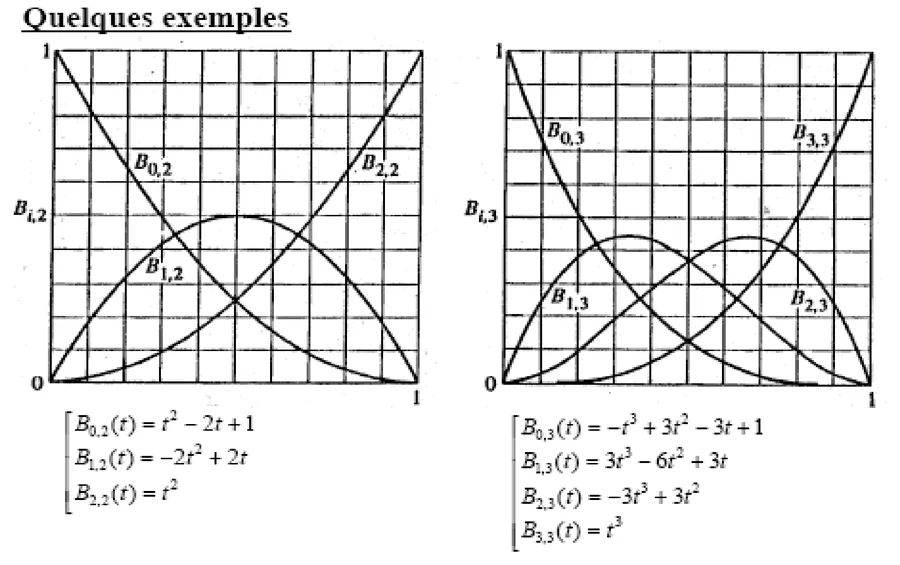 Quelques exemples
1
B0,2
B2,2
Bi,2
B1,2
0
1
1
B0,3
B3,3
Bi,3
B1,3
B2,3
0
1
B0,2(t) = t² − 2t + 1
B1,2(t) = −2t² + 2t
B2,2(t) = t²
B0,3(t) = −t³ + 3t² − 3t + 1
B1,3(t) = 3t³ − 6t² + 3t
B2,3(t) = −3t³ + 3t²
B3,3(t) = t³